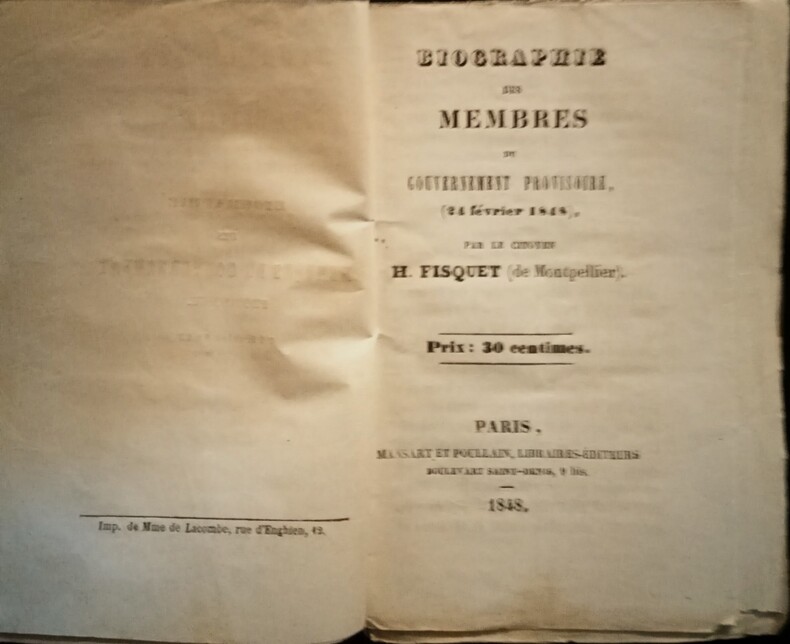 Imp. de Mme de Lacombe, rue d'Enghien, 12.
BIOGRAPHIE
DES
MEMBRES
DU
GOUVERNEMENT PROVISOIRE,
(24 février 1848),
PAR LE CITOYEN
H. FISQUET (de Montpellier).
Prix : 30 centimes.
PARIS,
MANSART ET POULLAIN, LIBRAIRES-ÉDITEURS
BOULEVART SAINT-DENIS, 9 bis.
1848.